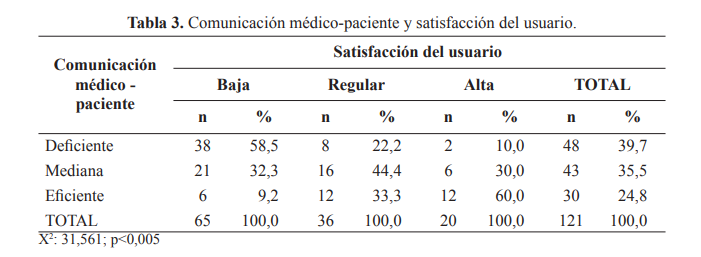 Tabla 3. Comunicación médico-paciente y satisfacción del usuario.
Comunicación médico - paciente Satisfacción del usuario
Baja Regular Alta TOTAL
n % n % n % n %
Deficiente 38 58,5 8 22,2 2 10,0 48 39,7
Mediana 21 32,3 16 44,4 6 30,0 43 35,5
Eficiente 6 9,2 12 33,3 12 60,0 30 24,8
TOTAL 65 100,0 36 100,0 20 100,0 121 100,0
X²: 31,561; p<0,005